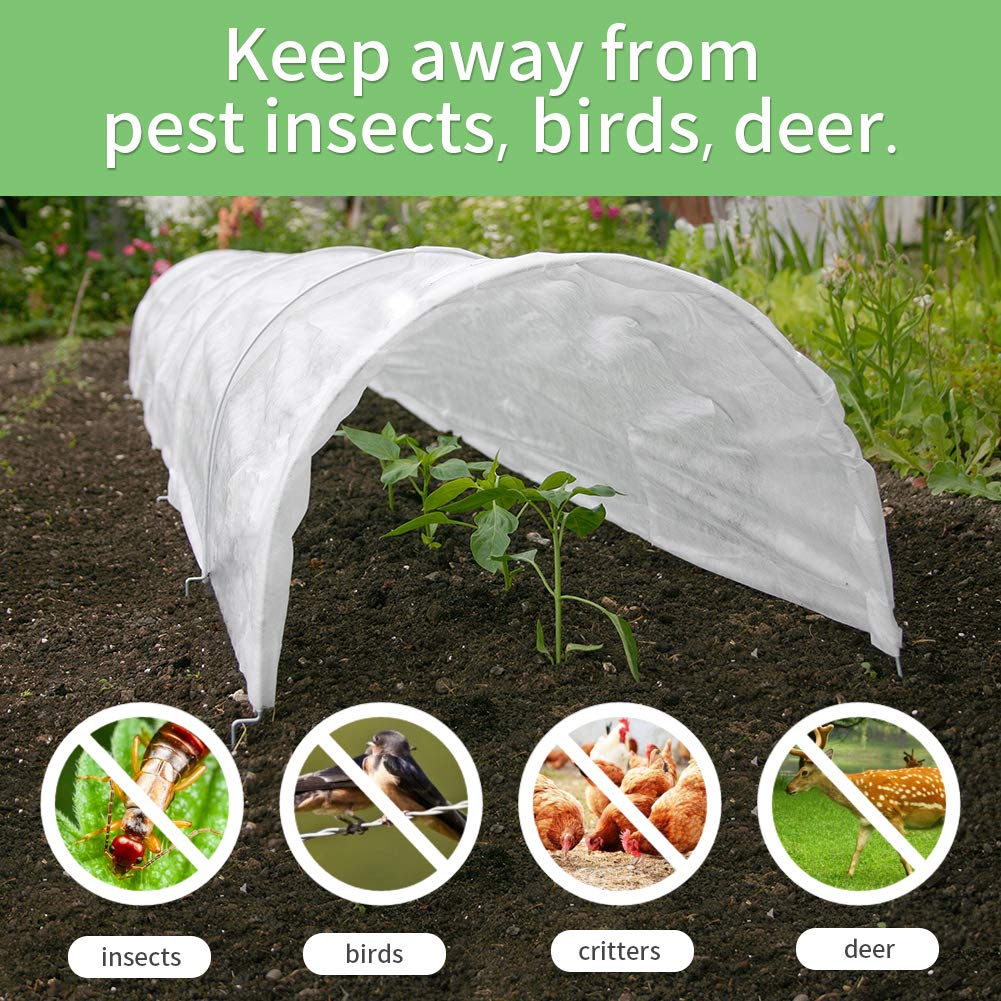 Keep away from
pest insects, birds, deer.
insects
birds
critters
deer